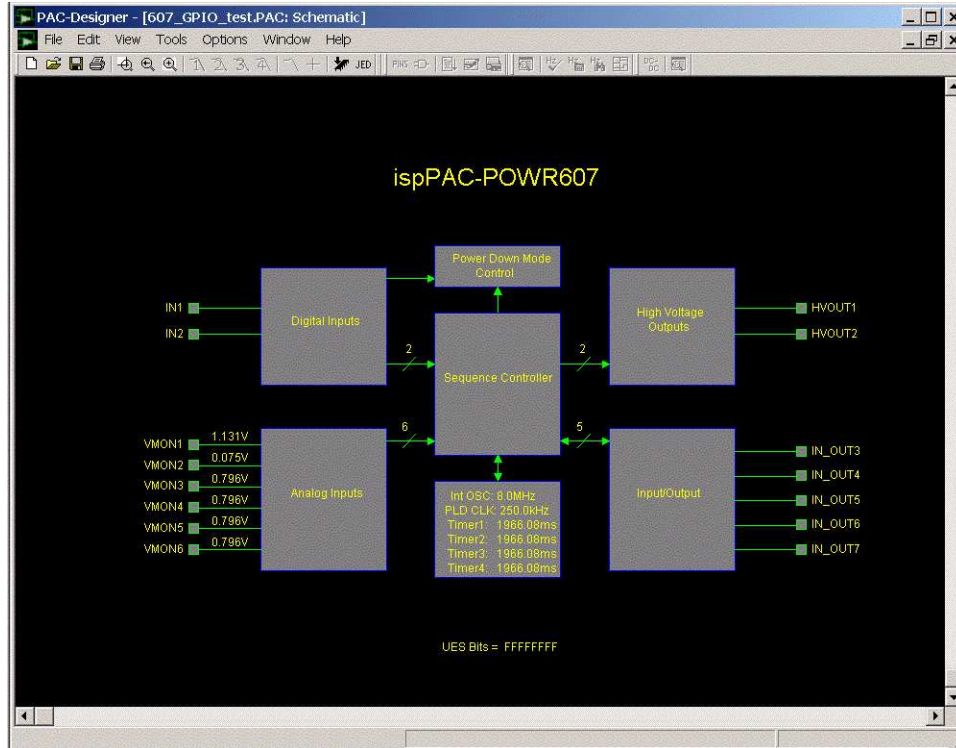 PAC-Designer - [607_GPIO_test.PAC: Schematic]
File Edit View Tools Options Window Help
JED PINS
ispPAC-POWR607
Power Down Mode
Control
Digital Inputs
IN1
IN2
2
Sequence Controller
2
High Voltage
Outputs
HVOUT1
HVOUT2
VMON1 1.131V
VMON2 0.075V
VMON3 0.796V
VMON4 0.796V
VMON5 0.796V
VMON6 0.796V
Analog Inputs
6
5
Int OSC: 8.0MHz
PLD CLK: 250.0kHz
Timer1: 1966.08ms
Timer2: 1966.08ms
Timer3: 1966.08ms
Timer4: 1966.08ms
Input/Output
IN_OUT3
IN_OUT4
IN_OUT5
IN_OUT6
IN_OUT7
UES Bits = FFFFFFFF